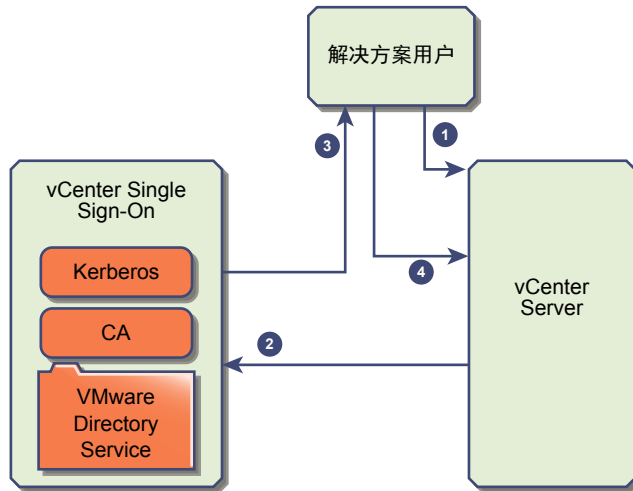 解决方案用户
1
3
vCenter Single
Sign-On
Kerberos
4
vCenter
Server
CA
2
VMware
Directory
Service